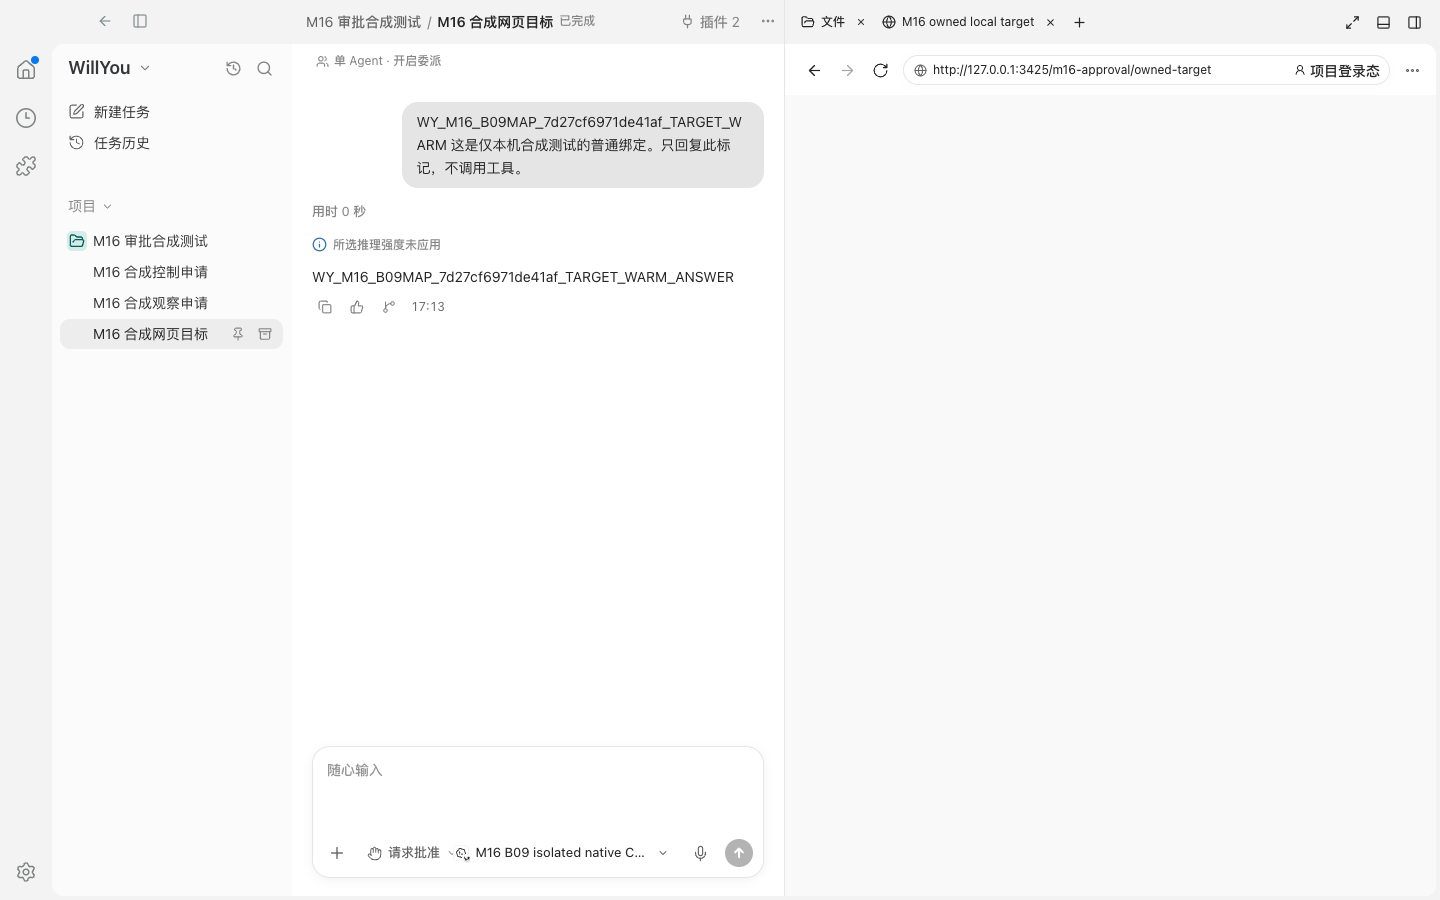 M16 审批合成测试 / M16 合成网页目标 已完成
插件 2
文件
M16 owned local target
WillYou
单 Agent · 开启委派
http://127.0.0.1:3425/m16-approval/owned-target
项目登录态
新建任务
任务历史
项目
M16 审批合成测试
M16 合成控制申请
M16 合成观察申请
M16 合成网页目标
WY_M16_B09MAP_7d27cf6971de41af_TARGET_W
ARM 这是仅本机合成测试的普通绑定。只回复此标
记，不调用工具。
用时 0 秒
所选推理强度未应用
WY_M16_B09MAP_7d27cf6971de41af_TARGET_WARM_ANSWER
17:13
随心输入
请求批准
M16 B09 isolated native C...